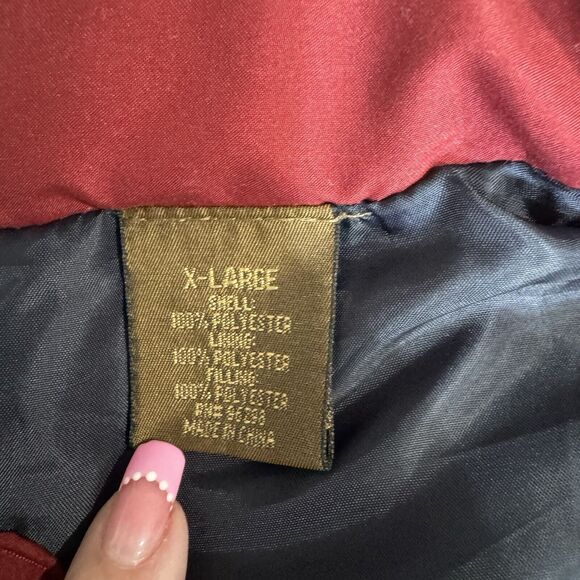 X-LARGE
SHELL:
100% POLYESTER
LINING:
100% POLYESTER
FILLING:
100% POLYESTER
RN#
MADE IN CHINA